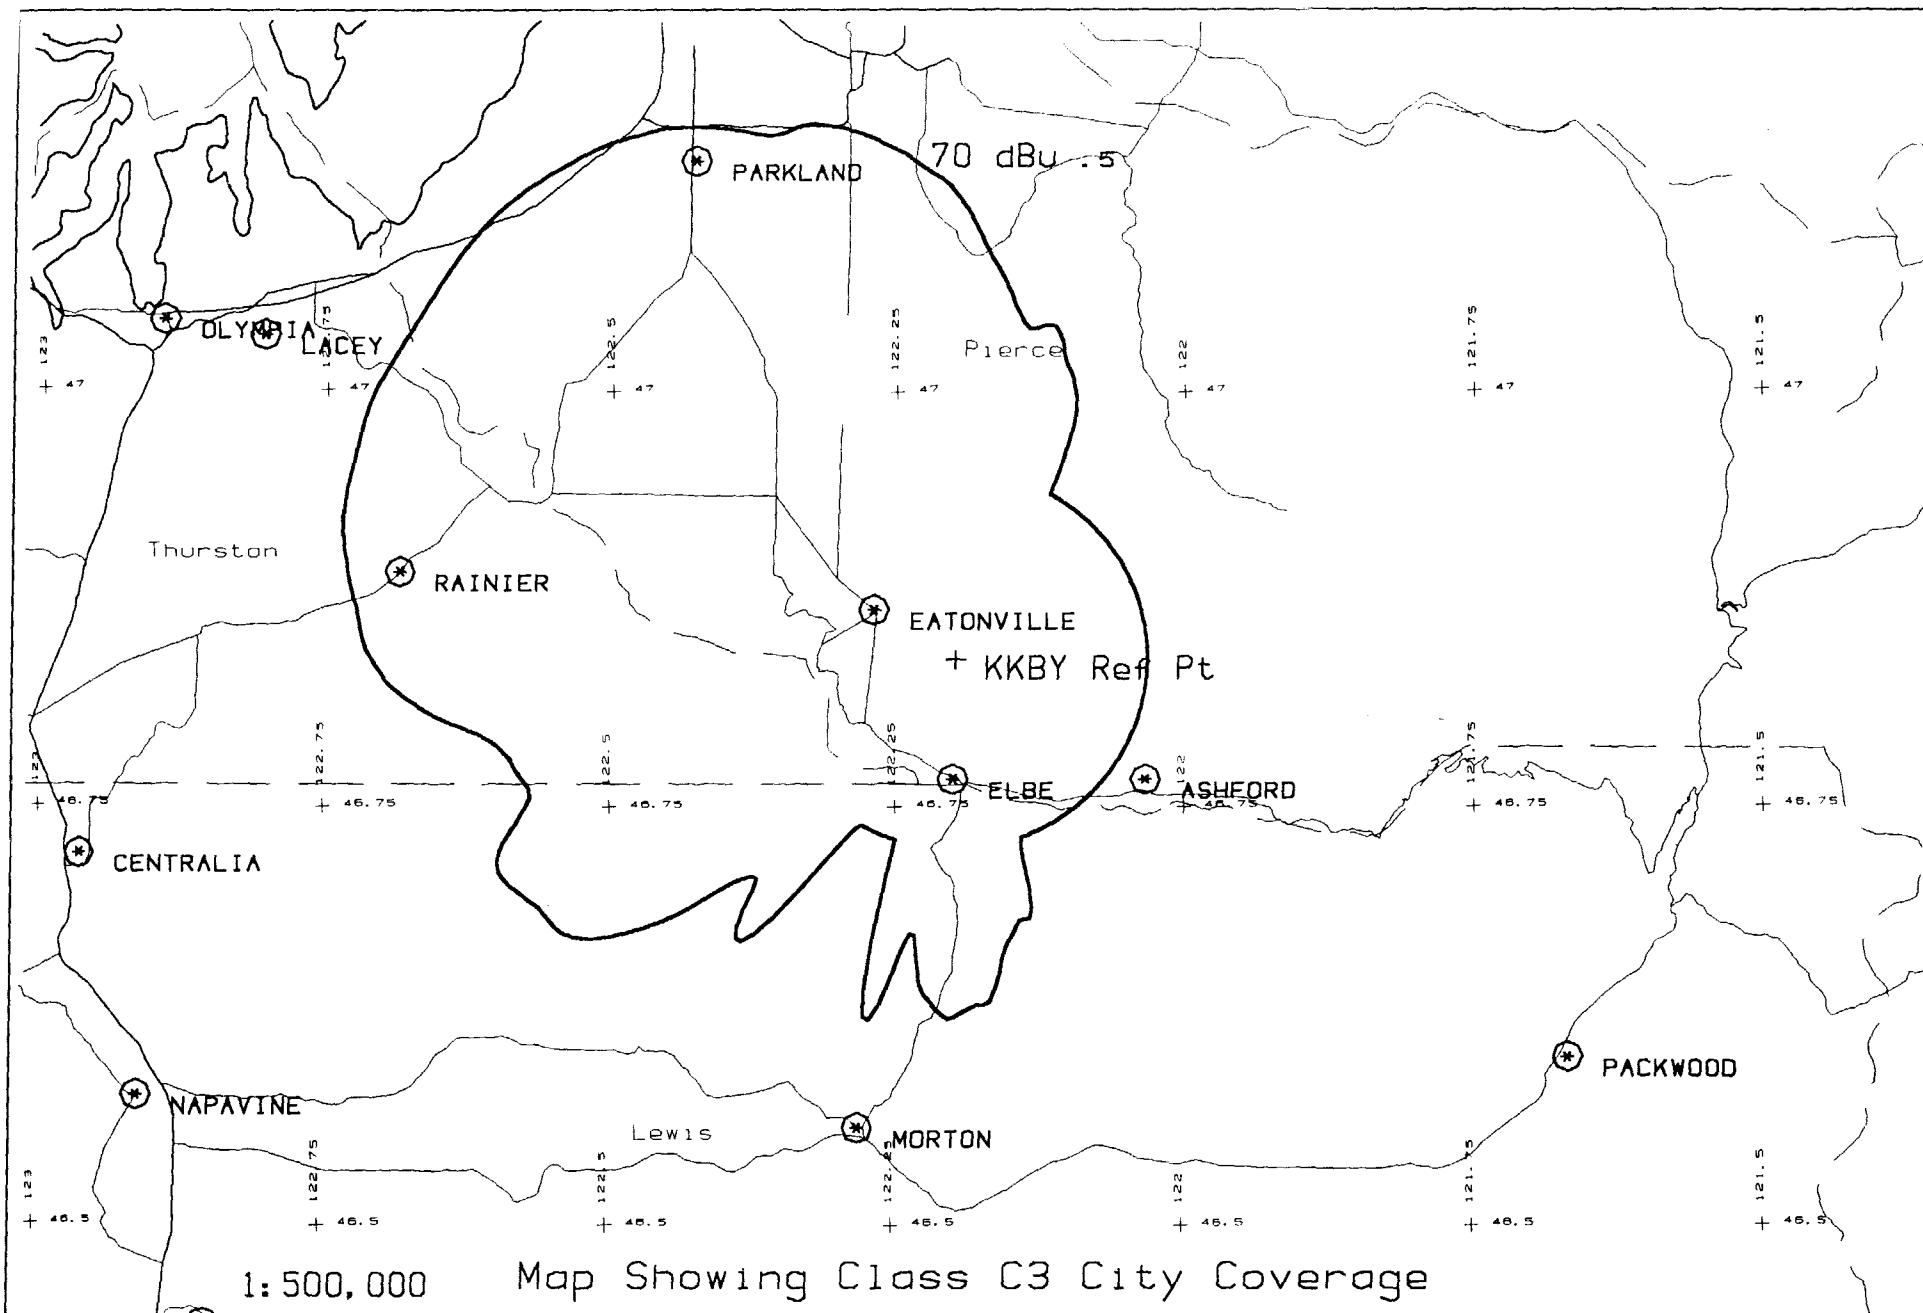 70 dBu .5
PARKLAND
OLYMPIA
LACEY
Pierce
123
122.75
122.5
122.25
122
121.75
121.5
47
47
47
47
47
47
47
Thurston
RAINIER
EATONVILLE
KKBY Ref Pt
123
122.75
122.5
122.25
122
121.75
121.5
ELBE
ASHFORD
46.75
46.75
46.75
46.75
46.75
46.75
46.75
CENTRALIA
PACKWOOD
NAPAVINE
Lewis
MORTON
123
122.75
122.5
122.25
122
121.75
121.5
46.5
46.5
46.5
46.5
46.5
46.5
46.5
1:500,000
Map Showing Class C3 City Coverage